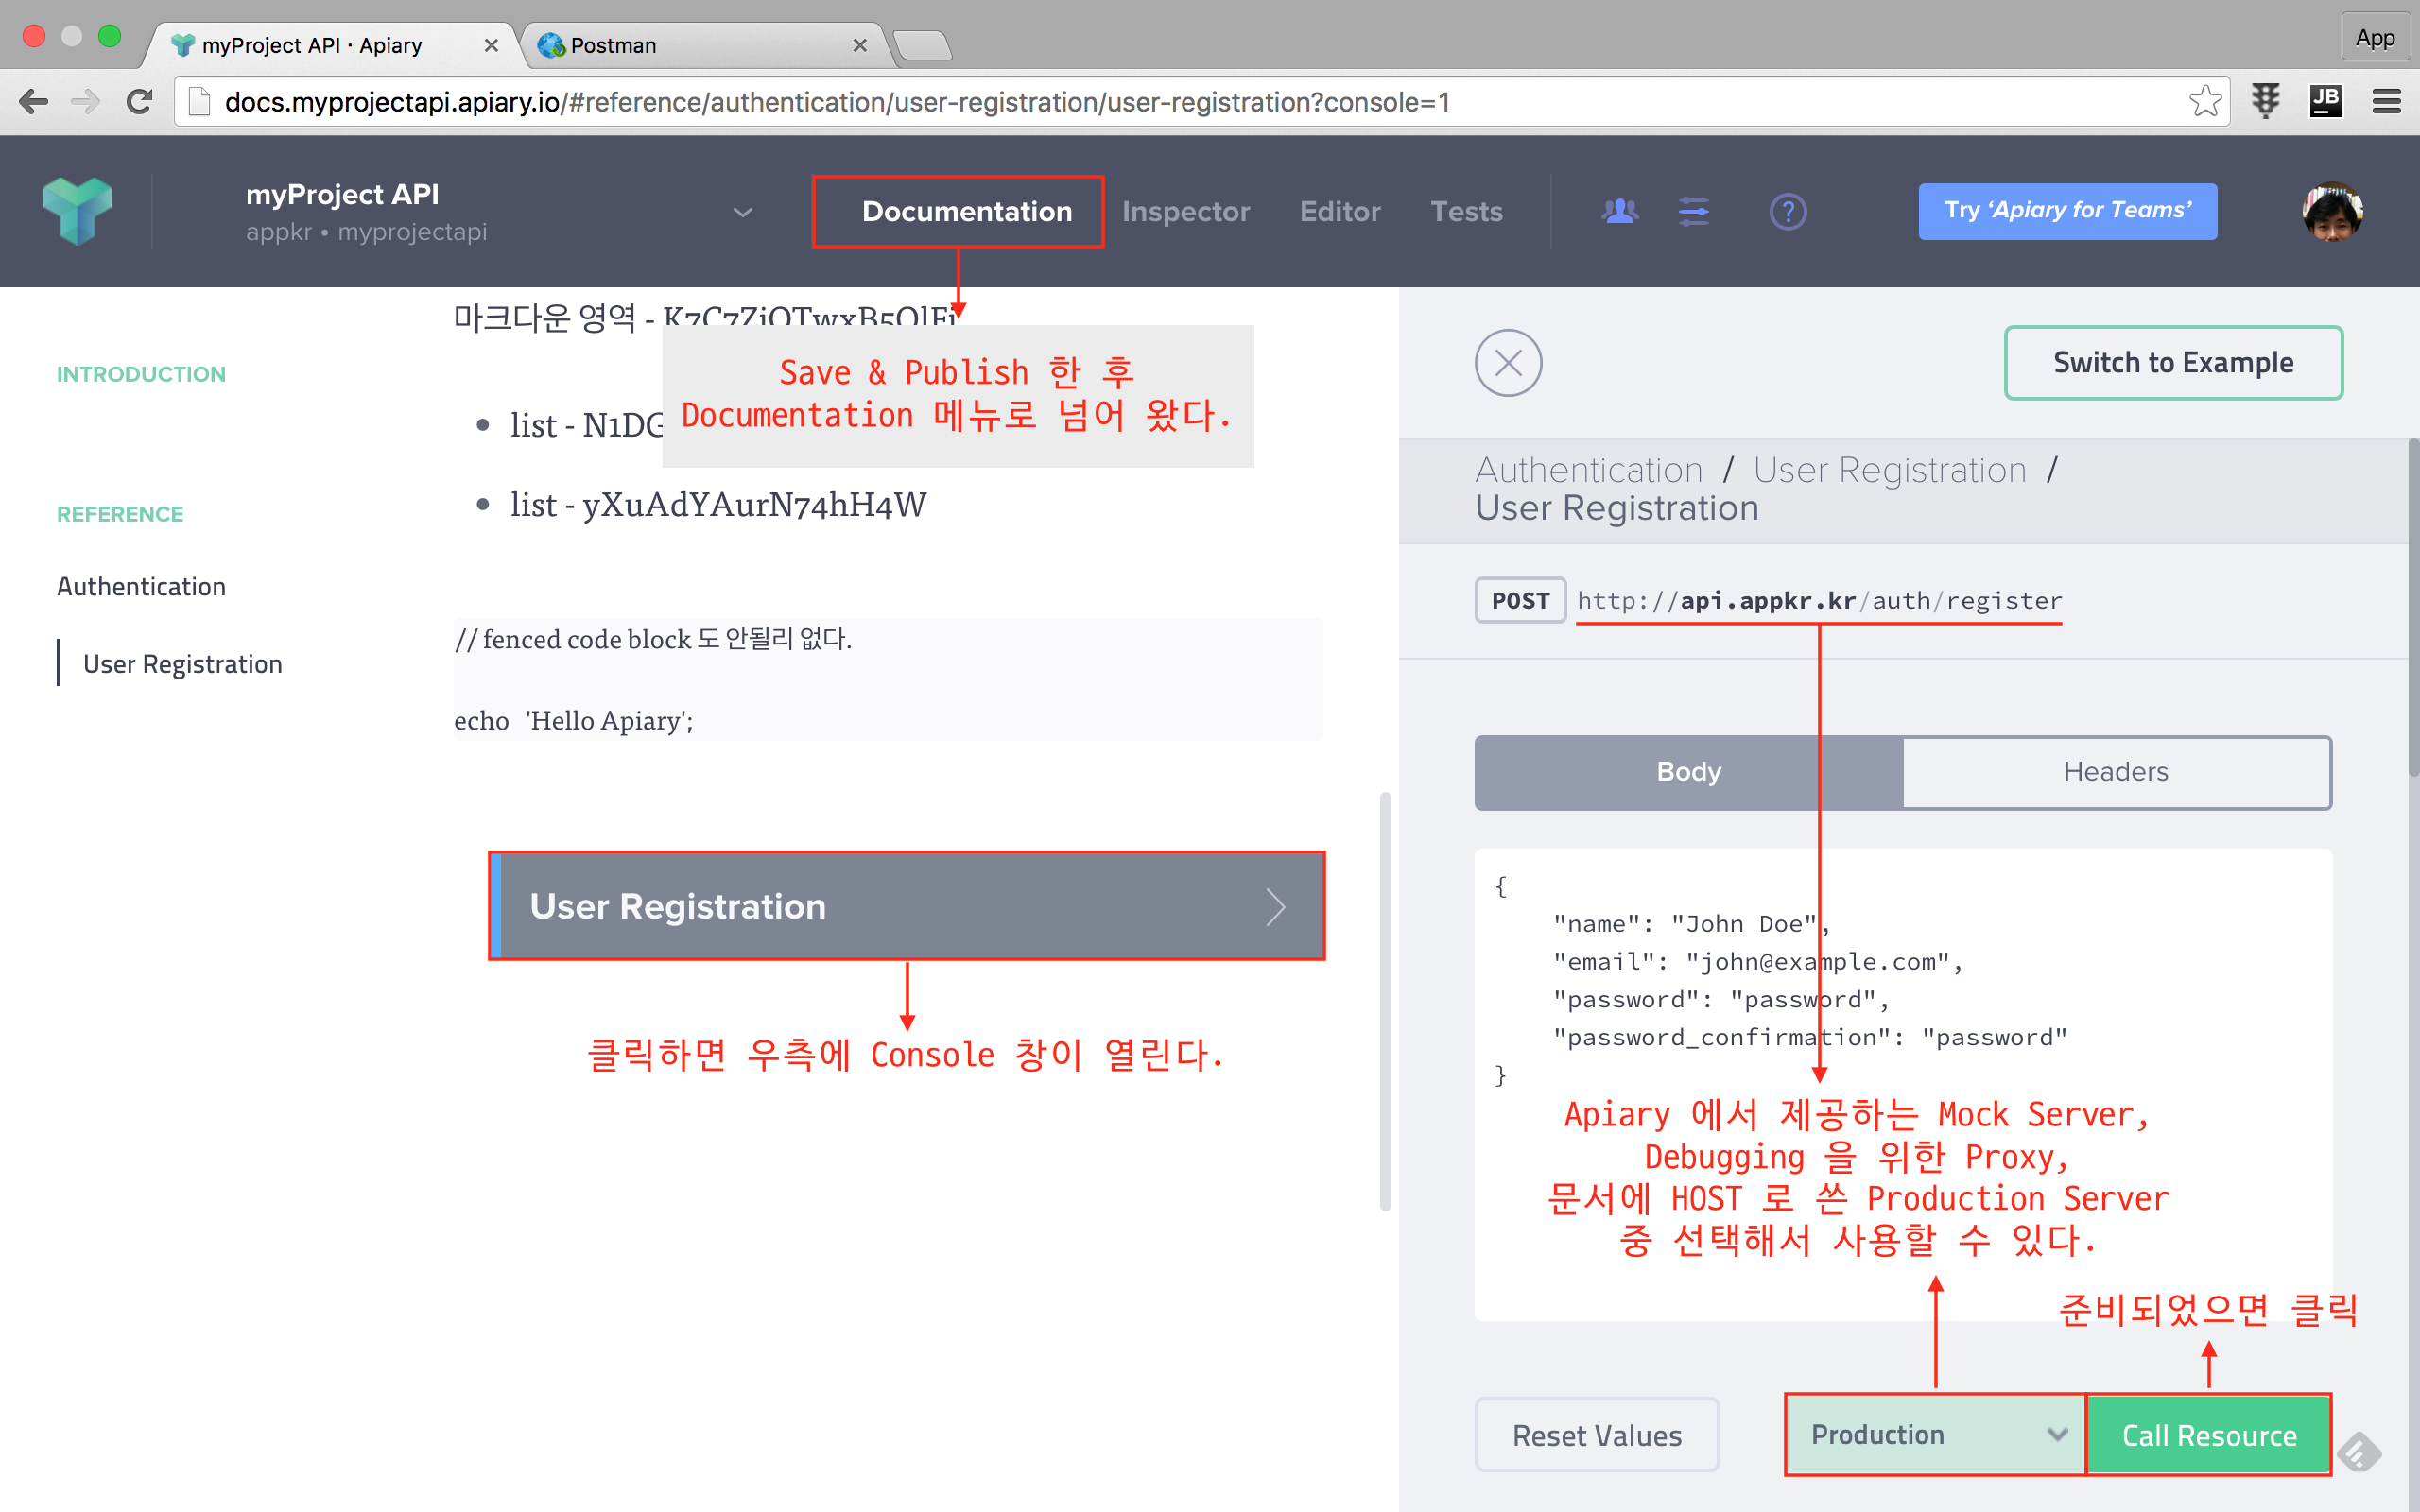 myProject API · Apiary
Postman
App
docs.myprojectapi.apiary.io/#reference/authentication/user-registration/user-registration?console=1
JB
myProject API
appkr • myprojectapi
Documentation
Inspector
Editor
Tests
?
Try ‘Apiary for Teams’
마크다운 영역 - K7C7ZjOTwxB5OlFi
Save & Publish 한 후
Documentation 메뉴로 넘어 왔다.
INTRODUCTION
list - N1DG
list - yXuAdYAurN74hH4W
REFERENCE
Authentication
User Registration
// fenced code block 도 안될리 없다.
echo 'Hello Apiary';
User Registration
클릭하면 우측에 Console 창이 열린다.
Switch to Example
Authentication / User Registration /
User Registration
POST http://api.appkr.kr/auth/register
Body
Headers
{
"name": "John Doe",
"email": "john@example.com",
"password": "password",
"password_confirmation": "password"
}
Apiary 에서 제공하는 Mock Server,
Debugging 을 위한 Proxy,
문서에 HOST 로 쓴 Production Server
중 선택해서 사용할 수 있다.
준비되었으면 클릭
Reset Values
Production
Call Resource